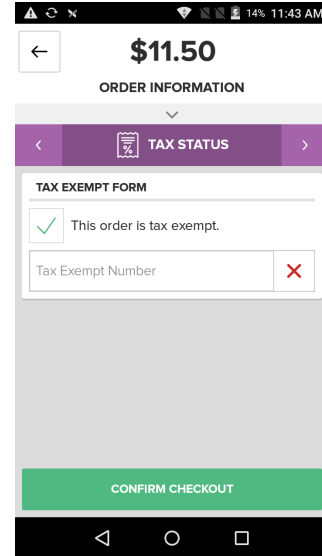 14% 11:43 AM
$11.50
ORDER INFORMATION
TAX STATUS
TAX EXEMPT FORM
This order is tax exempt.
Tax Exempt Number
CONFIRM CHECKOUT